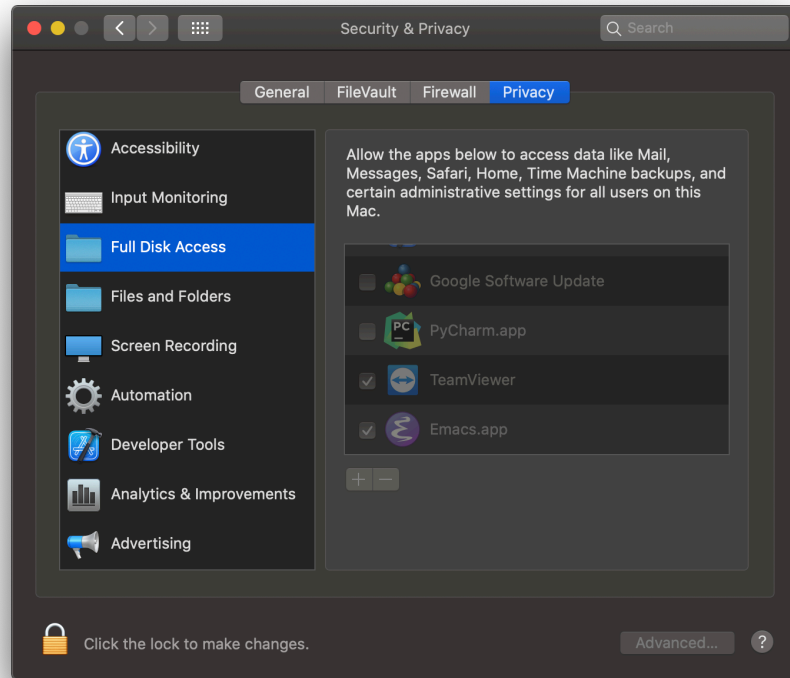 Security & Privacy
Search
General FileVault Firewall Privacy
Accessibility
Input Monitoring
Full Disk Access
Files and Folders
Screen Recording
Automation
Developer Tools
Analytics & Improvements
Advertising
Allow the apps below to access data like Mail,
Messages, Safari, Home, Time Machine backups, and
certain administrative settings for all users on this
Mac.
Google Software Update
PC
PyCharm.app
TeamViewer
Emacs.app
Click the lock to make changes.
Advanced...
?